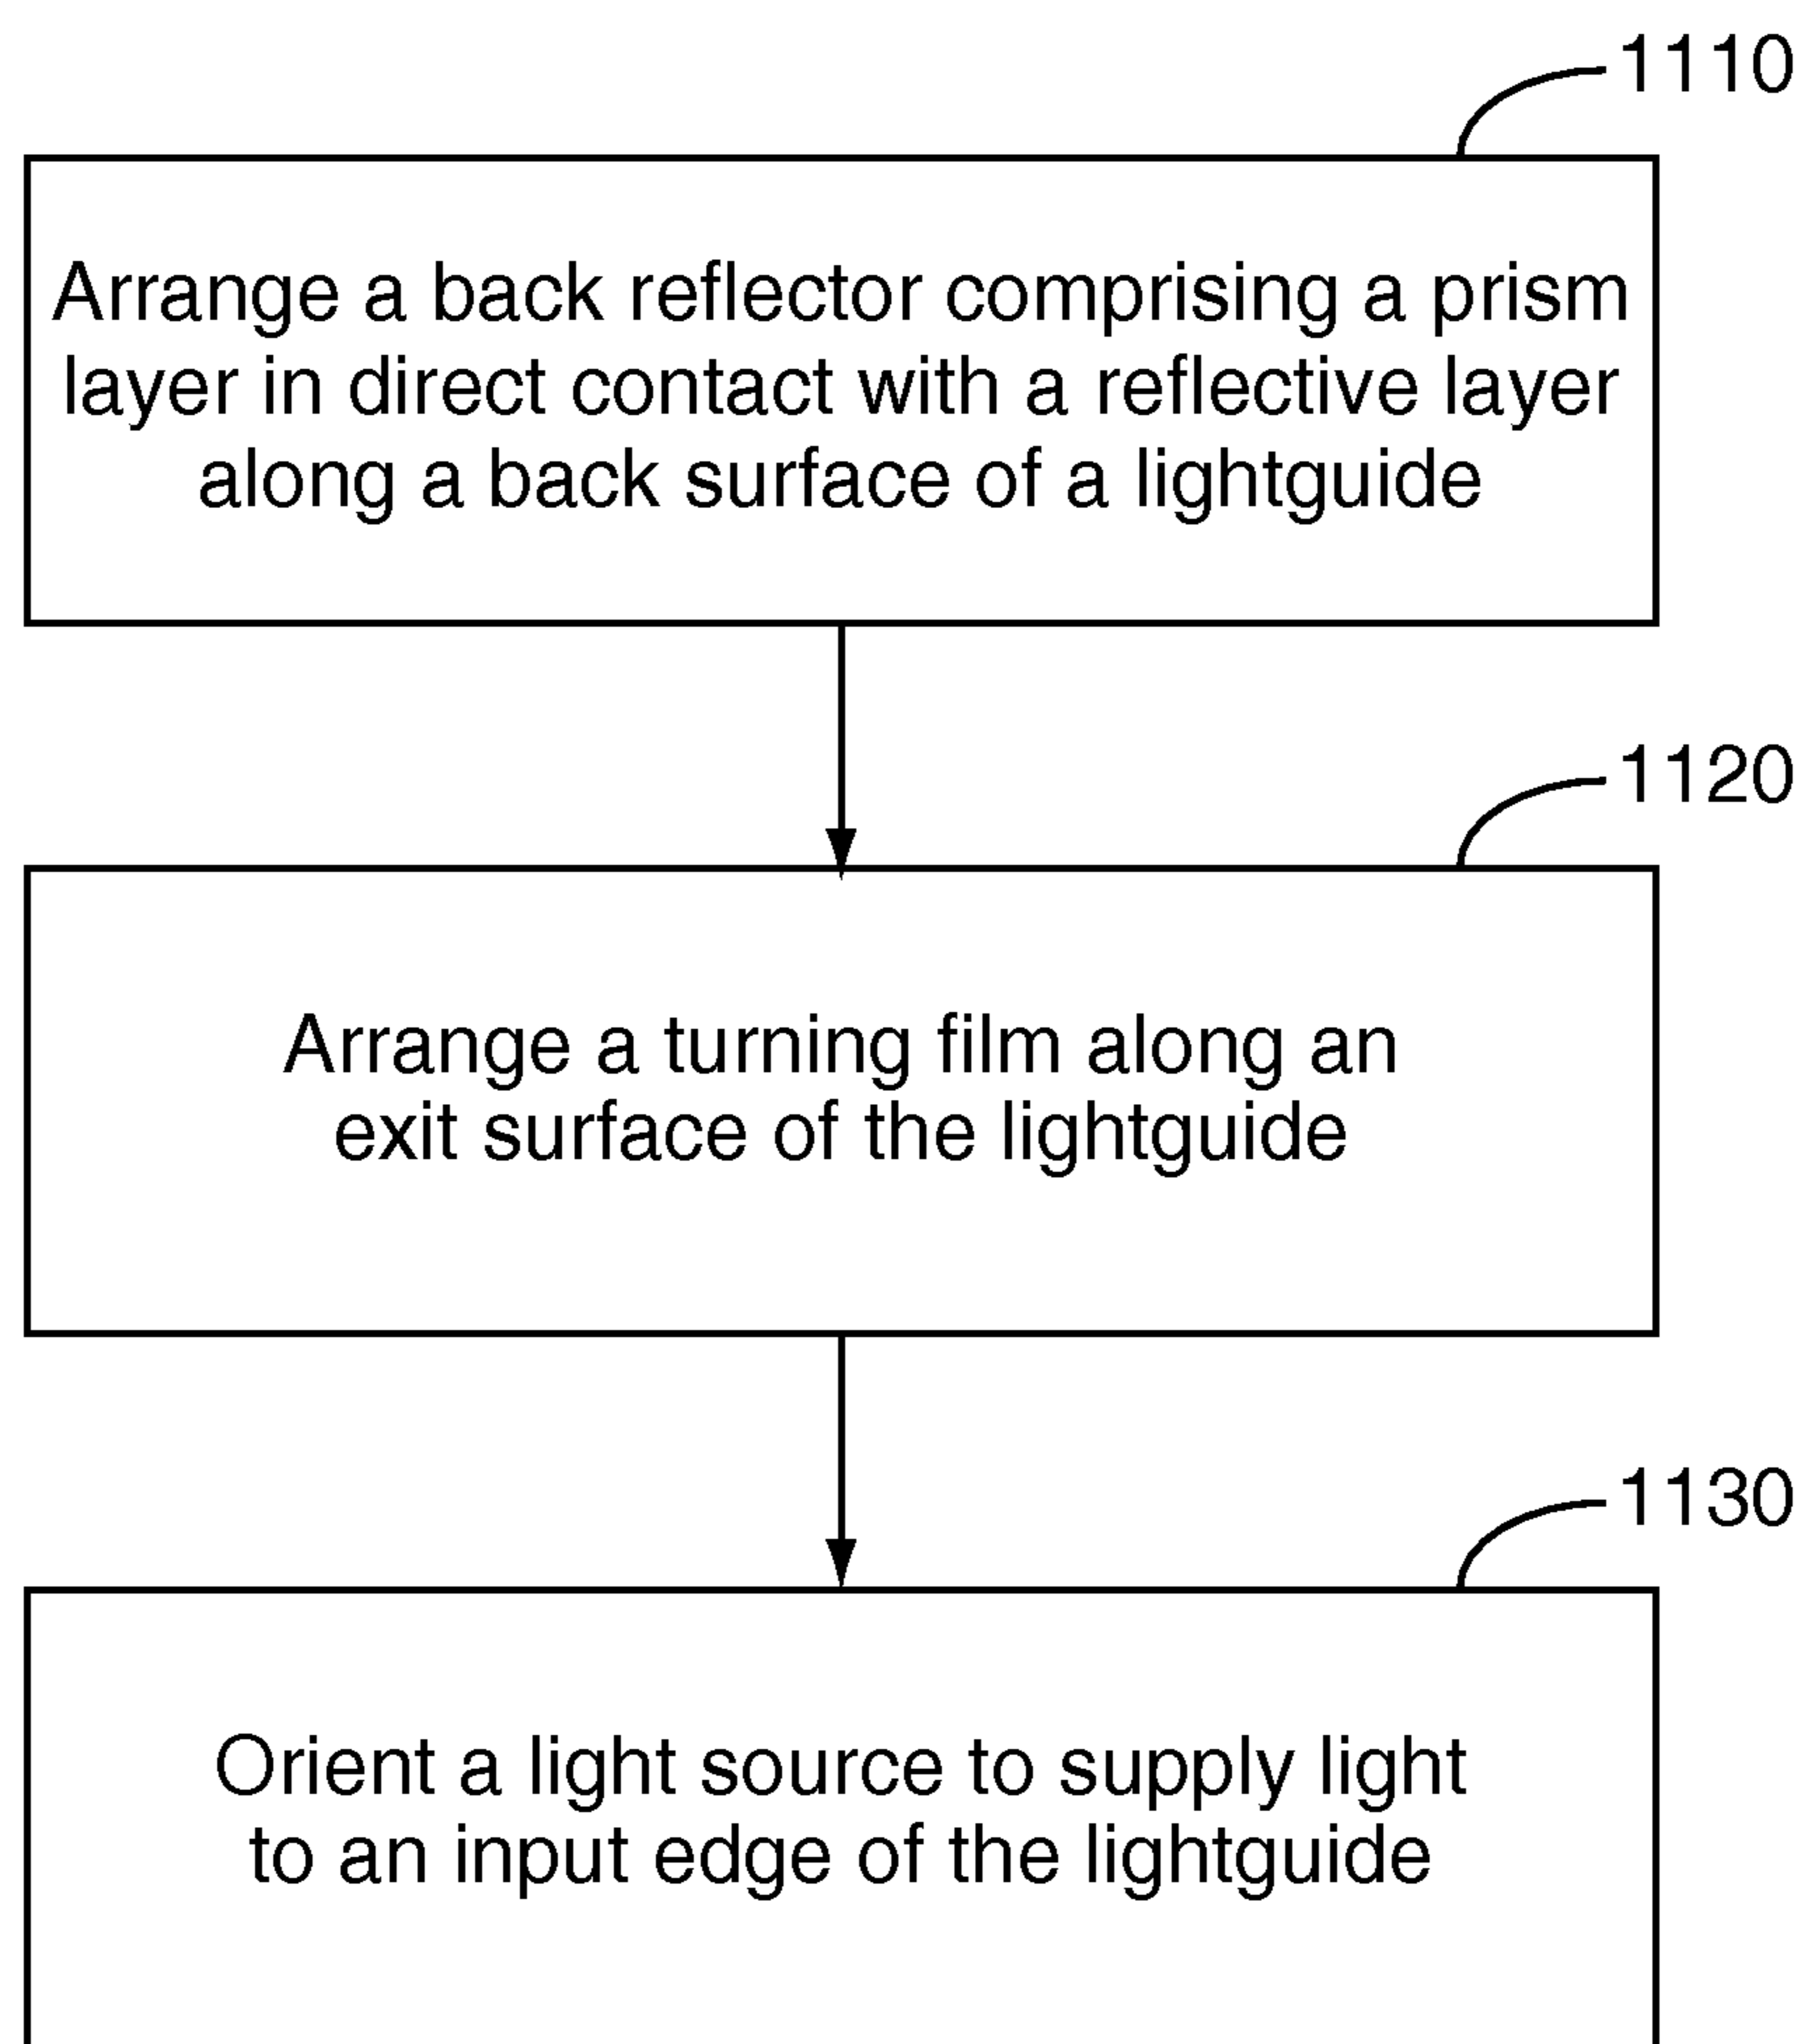 1110
Arrange a back reflector comprising a prism
layer in direct contact with a reflective layer
along a back surface of a lightguide
1120
Arrange a turning film along an
exit surface of the lightguide
1130
Orient a light source to supply light
to an input edge of the lightguide